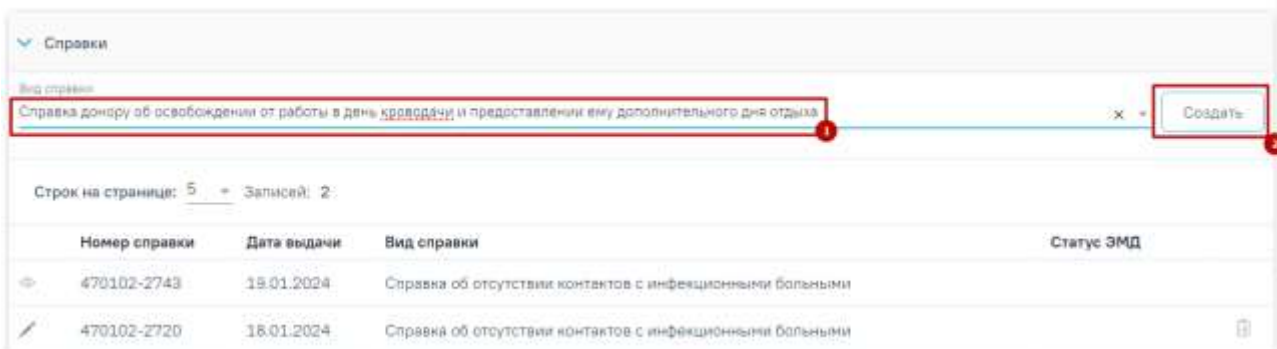 Справки
Вид справки
Справка донору об освобождении от работы в день кроводачи и предоставлении ему дополнительного дня отдыха
1
Создать
2
Строк на странице: 5 Записей: 2
Номер справки Дата выдачи Вид справки Статус ЭМД
470102-2743 19.01.2024 Справка об отсутствии контактов с инфекционными больными
470102-2720 18.01.2024 Справка об отсутствии контактов с инфекционными больными